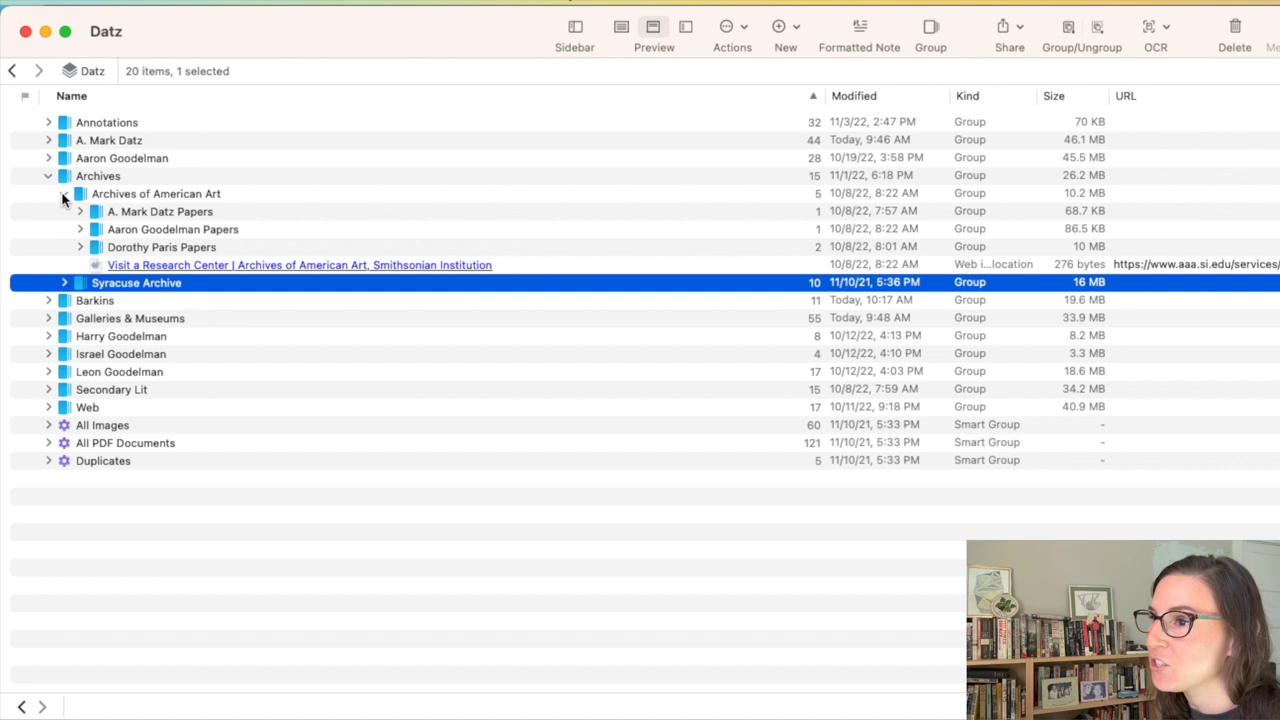 Datz
Sidebar Preview Actions New Formatted Note Group Share Group/Ungroup OCR Delete
Datz 20 items, 1 selected
Name Modified Kind Size URL
Annotations 32 11/3/22, 2:47 PM Group 70 KB
A. Mark Datz 44 Today, 9:46 AM Group 46.1 MB
Aaron Goodelman 28 10/19/22, 3:58 PM Group 45.5 MB
Archives 15 11/1/22, 6:18 PM Group 26.2 MB
Archives of American Art 5 10/8/22, 8:22 AM Group 10.2 MB
A. Mark Datz Papers 1 10/8/22, 7:57 AM Group 68.7 KB
Aaron Goodelman Papers 1 10/8/22, 8:22 AM Group 86.5 KB
Dorothy Paris Papers 2 10/8/22, 8:01 AM Group 10 MB
Visit a Research Center | Archives of American Art, Smithsonian Institution 10/8/22, 8:22 AM Web i...location 276 bytes https://www.aaa.si.edu/services/
Syracuse Archive 10 11/10/21, 5:36 PM Group 16 MB
Barkins 11 Today, 10:17 AM Group 19.6 MB
Galleries & Museums 55 Today, 9:48 AM Group 33.9 MB
Harry Goodelman 8 10/12/22, 4:13 PM Group 8.2 MB
Israel Goodelman 4 10/12/22, 4:10 PM Group 3.3 MB
Leon Goodelman 17 10/12/22, 4:03 PM Group 18.6 MB
Secondary Lit 15 10/8/22, 7:59 AM Group 34.2 MB
Web 17 10/11/22, 9:18 PM Group 40.9 MB
All Images 60 11/10/21, 5:33 PM Smart Group -
All PDF Documents 121 11/10/21, 5:33 PM Smart Group -
Duplicates 5 11/10/21, 5:33 PM Smart Group -